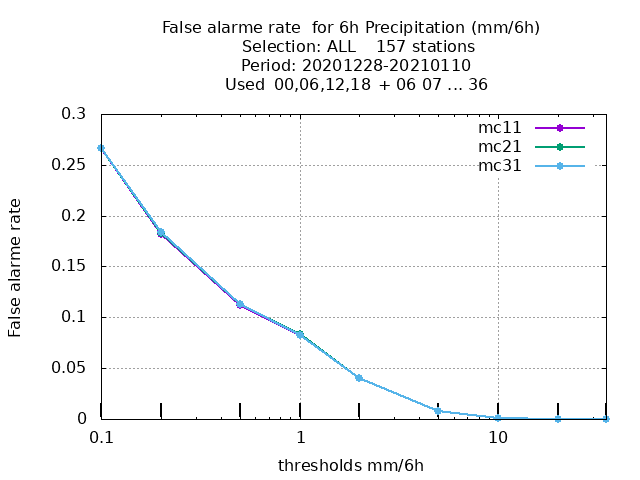 False alarme rate  for 6h Precipitation (mm/6h)
Selection: ALL    157 stations
Period: 20201228-20210110
Used  00,06,12,18  + 06 07 ... 36
0.3
mc11
mc21
mc31
0.25
0.2
0.15
0.1
0.05
0
False alarme rate
0.1
1
10
thresholds mm/6h